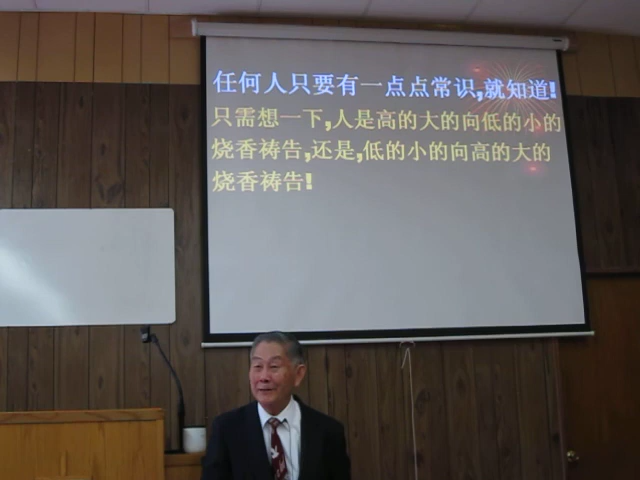 任何人只要有一点点常识,就知道!
只需想一下,人是高的大的向低的小的
烧香祷告,还是,低的小的向高的大的
烧香祷告!